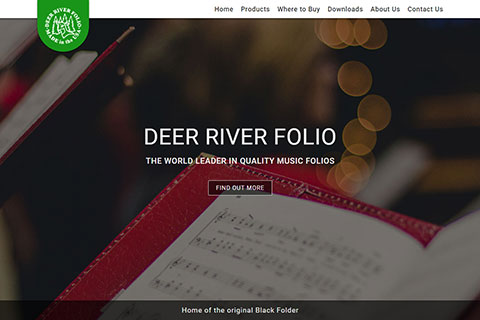 DEER RIVER FOLIO
MADE in the USA
Home Products Where to Buy Downloads About Us Contact Us
DEER RIVER FOLIO
THE WORLD LEADER IN QUALITY MUSIC FOLIOS
FIND OUT MORE
Home of the original Black Folder